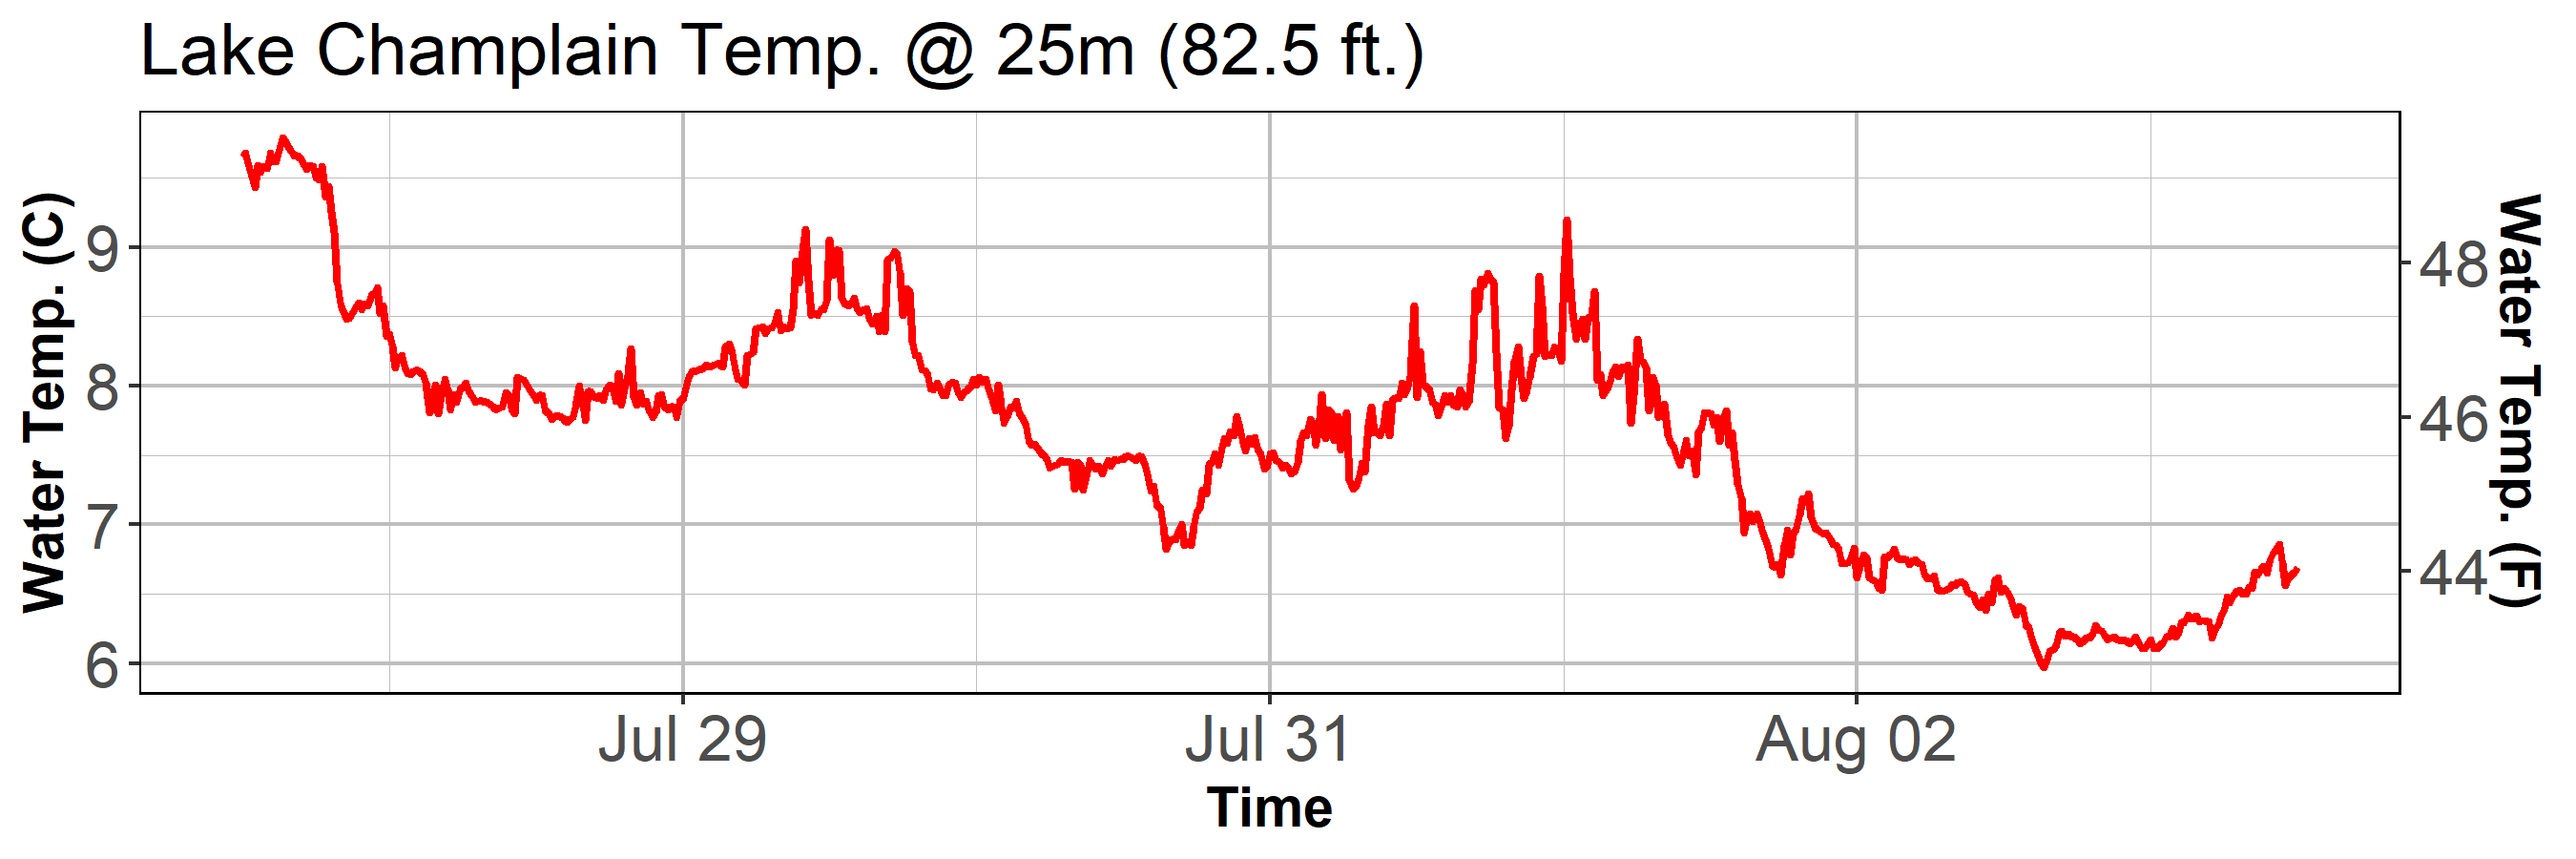 Lake Champlain Temp. @ 25m (82.5 ft.)
Water Temp. (C)
9
8
7
6
48
46
44
Water Temp. (F)
Jul 29
Jul 31
Aug 02
Time